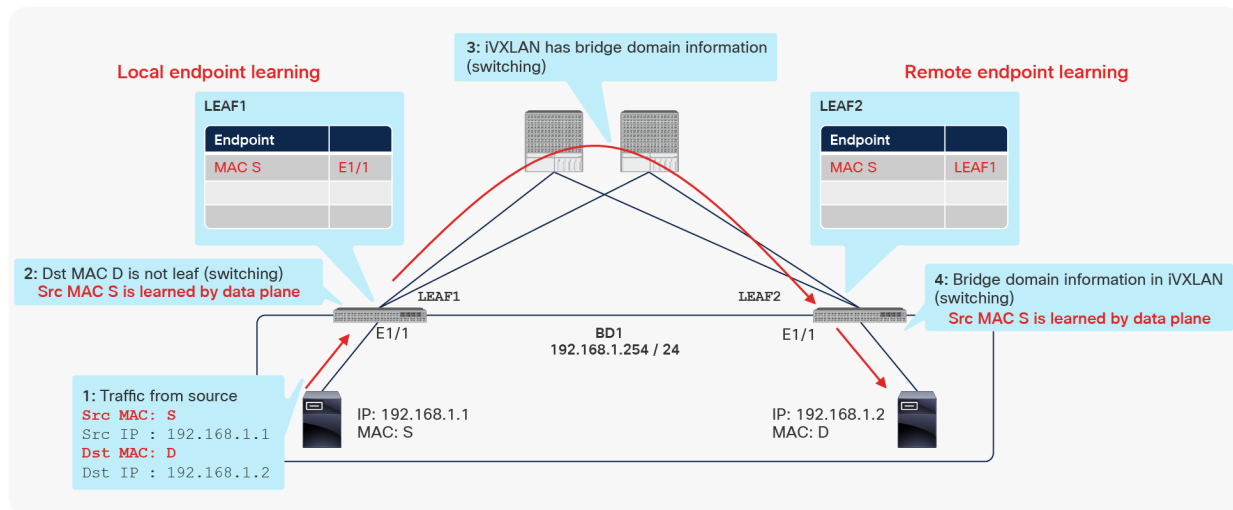 3: iVXLAN has bridge domain information
(switching)
Local endpoint learning
Remote endpoint learning
LEAF1
Endpoint
MAC S E1/1
LEAF2
Endpoint
MAC S LEAF1
2: Dst MAC D is not leaf (switching)
Src MAC S is learned by data plane
4: Bridge domain information in iVXLAN
(switching)
Src MAC S is learned by data plane
LEAF1
LEAF2
E1/1
BD1
192.168.1.254 / 24
E1/1
1: Traffic from source
Src MAC: S
Src IP : 192.168.1.1
Dst MAC: D
Dst IP : 192.168.1.2
IP: 192.168.1.1
MAC: S
IP: 192.168.1.2
MAC: D